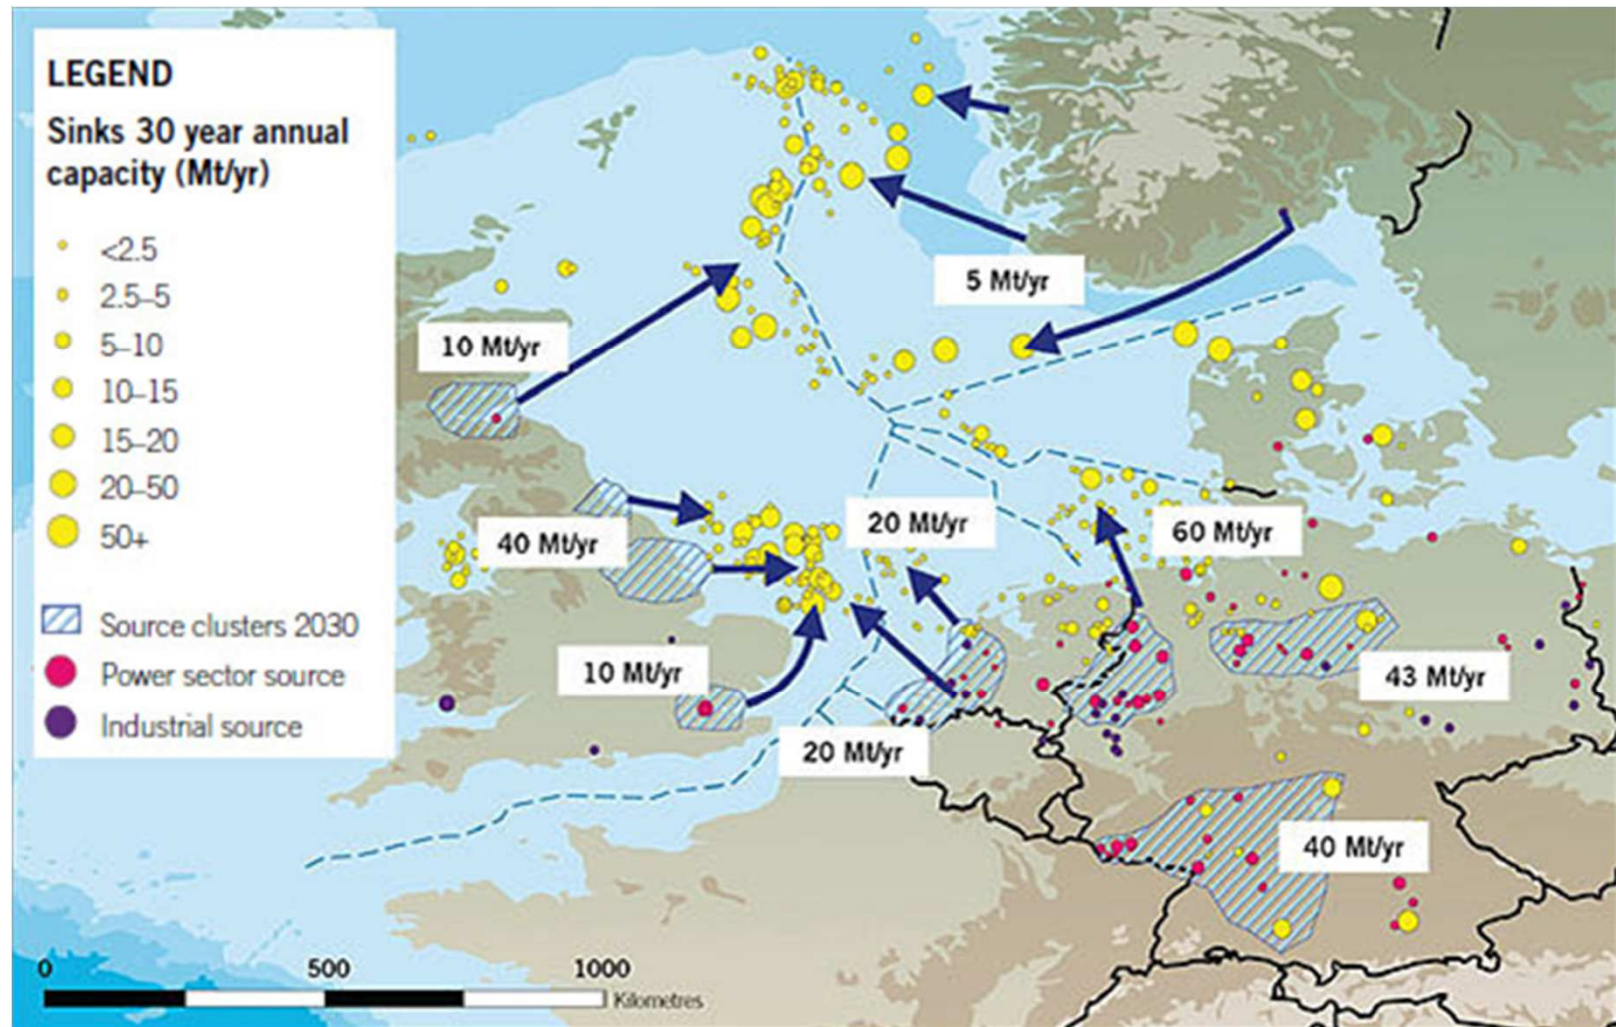 LEGEND
Sinks 30 year annual
capacity (Mt/yr)
<2.5
2.5–5
5–10
10–15
15–20
20–50
50+
Source clusters 2030
Power sector source
Industrial source
5 Mt/yr
10 Mt/yr
20 Mt/yr
60 Mt/yr
40 Mt/yr
10 Mt/yr
43 Mt/yr
20 Mt/yr
40 Mt/yr
0 500 1000
Kilometres